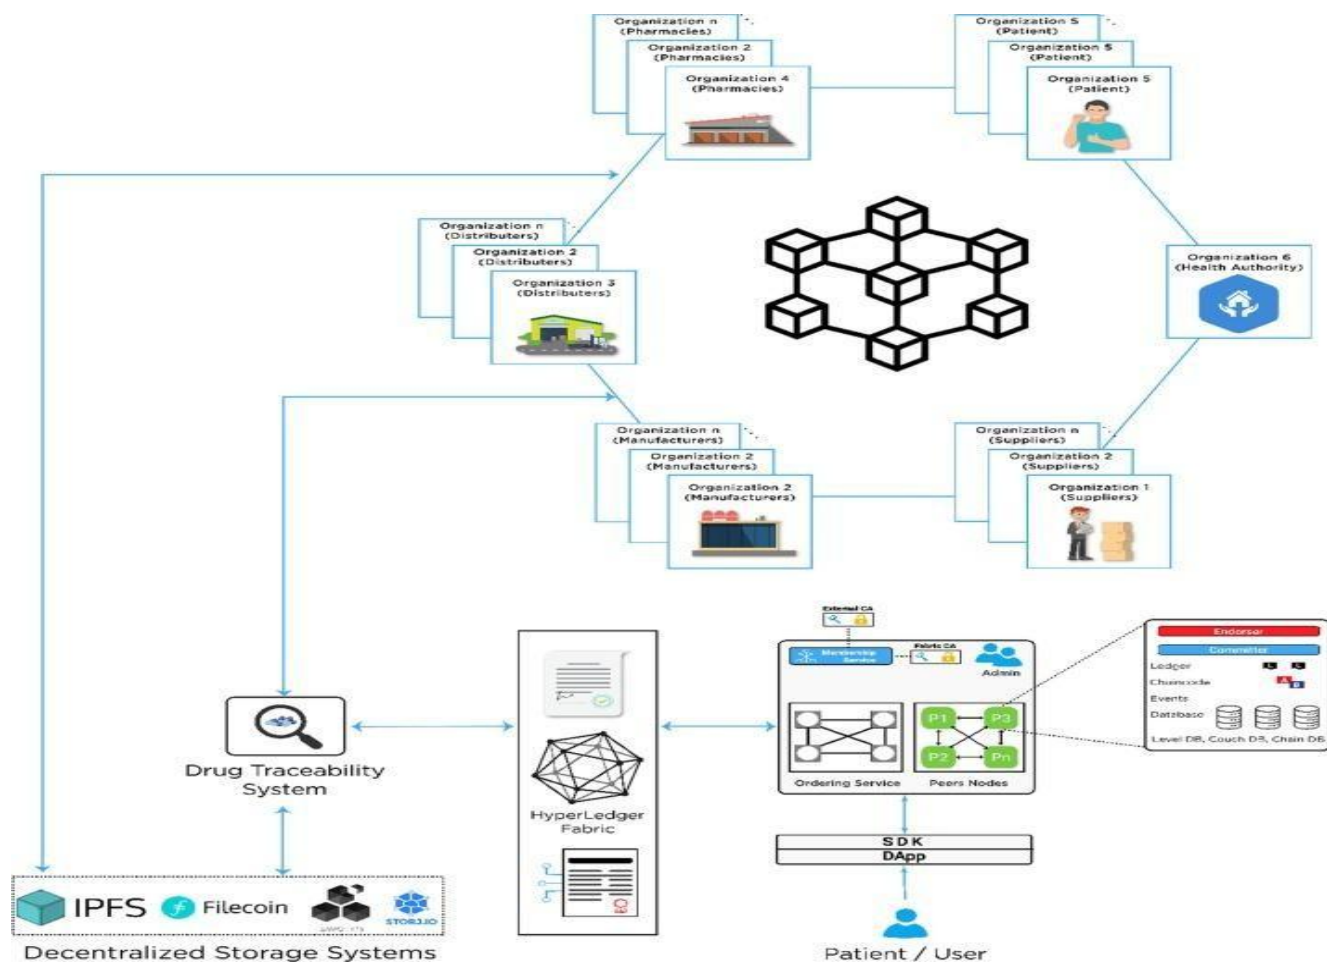 Organization n
(Pharmacies)
Organization 2
(Pharmacies)
Organization 4
(Pharmacies)
Organization 5
(Patient)
Organization 5
(Patient)
Organization 5
(Patient)
Organization n
(Distributers)
Organization 2
(Distributers)
Organization 3
(Distributers)
Organization 6
(Health Authority)
Organization n
(Manufacturers)
Organization 2
(Manufacturers)
Organization 2
(Manufacturers)
Organization n
(Suppliers)
Organization 2
(Suppliers)
Organization 1
(Suppliers)
External CA
Membership
Service
Fabric CA
Admin
P1
P3
P2
Pn
Ordering Service
Peers Nodes
Endorser
Committer
Ledger
Chaincode
A
B
Events
Database
Level DB, Couch DB, Chain DB
Drug Traceability
System
HyperLedger
Fabric
SDK
DApp
IPFS
Filecoin
STORJ.IO
Decentralized Storage Systems
Patient / User